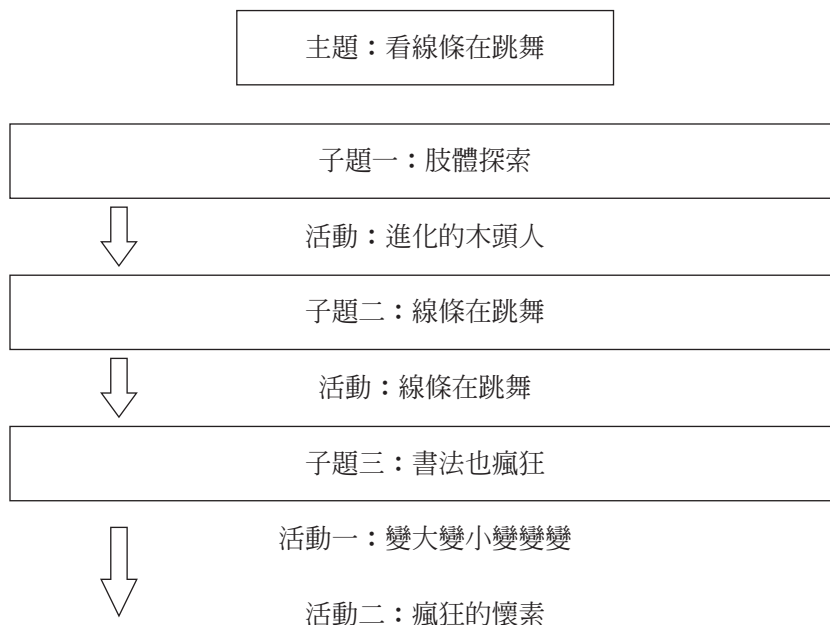 主題：看線條在跳舞
子題一：肢體探索
活動：進化的木頭人
子題二：線條在跳舞
活動：線條在跳舞
子題三：書法也瘋狂
活動一：變大變小變變變
活動二：瘋狂的懷素